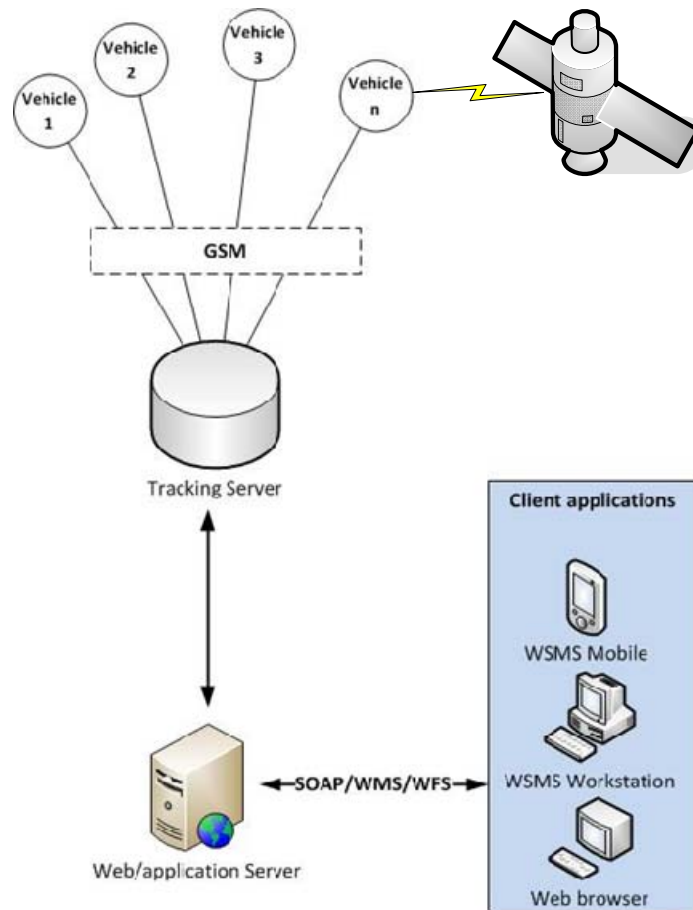 Vehicle
1
Vehicle
2
Vehicle
3
Vehicle
n
GSM
Tracking Server
Client applications
WSMS Mobile
WSMS Workstation
Web browser
SOAP/WMS/WFS
Web/application Server